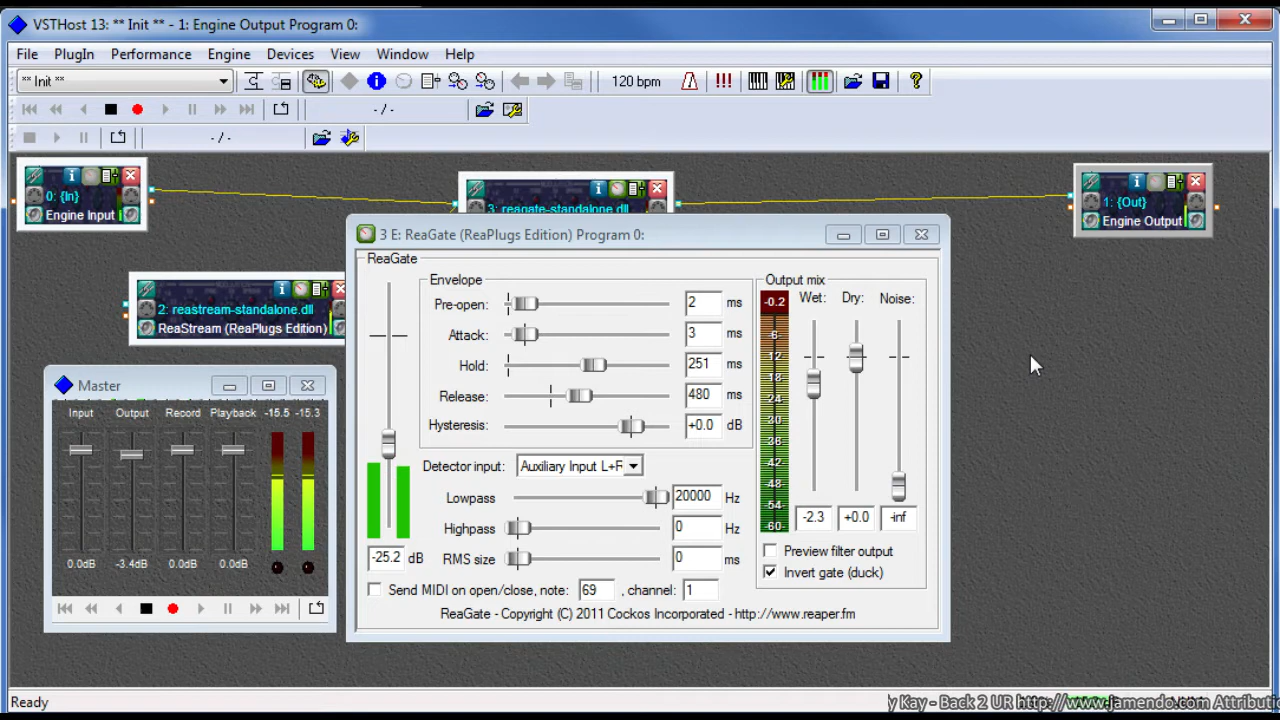 VSTHost 13: ** Init ** - 1: Engine Output Program 0:
File PlugIn Performance Engine Devices View Window Help
** Init **
120 bpm
- / -
- / -
0: {In}
Engine Input
3: reagate-standalone.dll
1: {Out}
Engine Output
2: reastream-standalone.dll
ReaStream (ReaPlugs Edition)
3 E: ReaGate (ReaPlugs Edition) Program 0:
ReaGate
Envelope
Pre-open: 2 ms
Attack: 3 ms
Hold: 251 ms
Release: 480 ms
Hysteresis: +0.0 dB
Detector input: Auxiliary Input L+R
Lowpass 20000 Hz
Highpass 0 Hz
RMS size 0 ms
-25.2 dB
Send MIDI on open/close, note: 69 , channel: 1
ReaGate - Copyright (C) 2011 Cockos Incorporated - http://www.reaper.fm
Output mix
-0.2 Wet: Dry: Noise:
6-
12
18
24
30
36
42
48
54
-60-
-2.3 +0.0 -inf
Preview filter output
Invert gate (duck)
Master
Input Output Record Playback -15.5 -15.3
0.0dB -3.4dB 0.0dB 0.0dB
Ready
y Kay - Back 2 UR http://www.jamendo.com Attributi